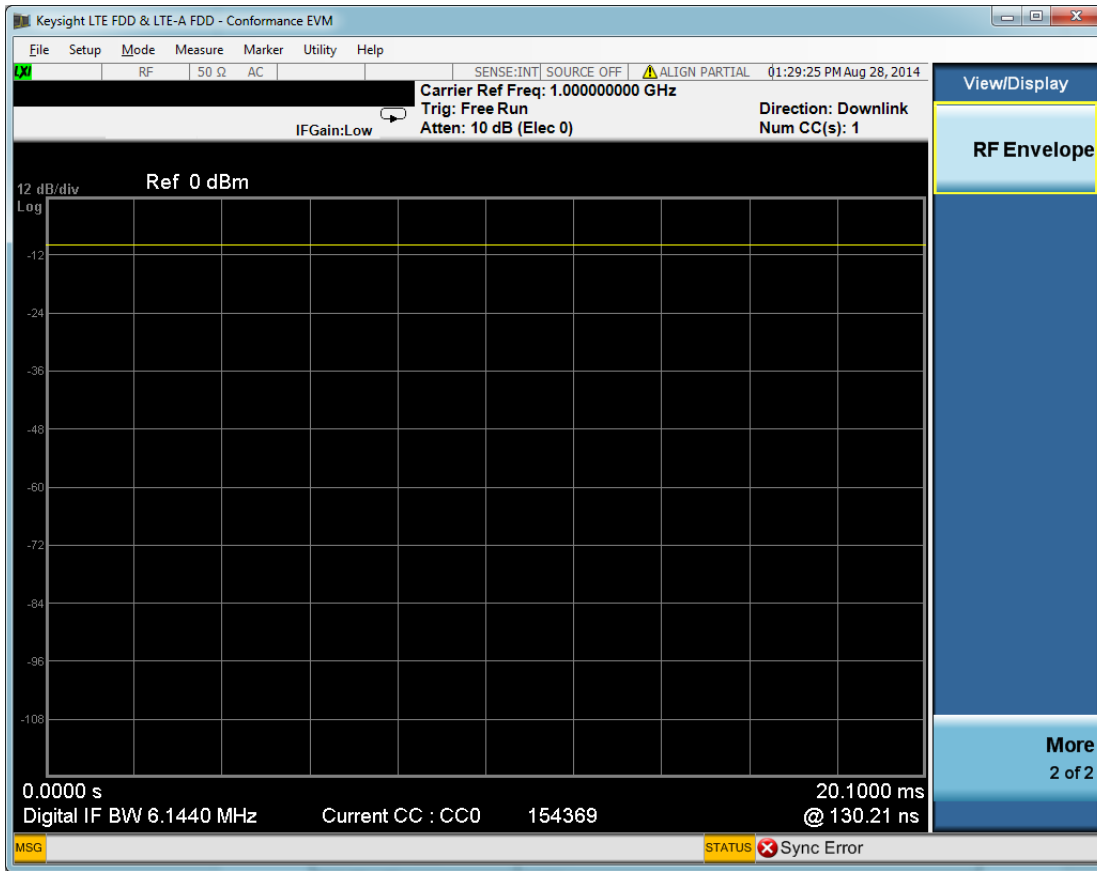 Keysight LTE FDD & LTE-A FDD - Conformance EVM
File Setup Mode Measure Marker Utility Help
LXI RF 50 Ω AC SENSE:INT SOURCE OFF ALIGN PARTIAL 01:29:25 PM Aug 28, 2014
Carrier Ref Freq: 1.000000000 GHz
Trig: Free Run Direction: Downlink
IFGain:Low Atten: 10 dB (Elec 0) Num CC(s): 1
View/Display
RF Envelope
12 dB/div Ref 0 dBm
Log
-12
-24
-36
-48
-60
-72
-84
-96
-108
More
2 of 2
0.0000 s 20.1000 ms
Digital IF BW 6.1440 MHz Current CC : CC0 154369 @ 130.21 ns
MSG STATUS Sync Error